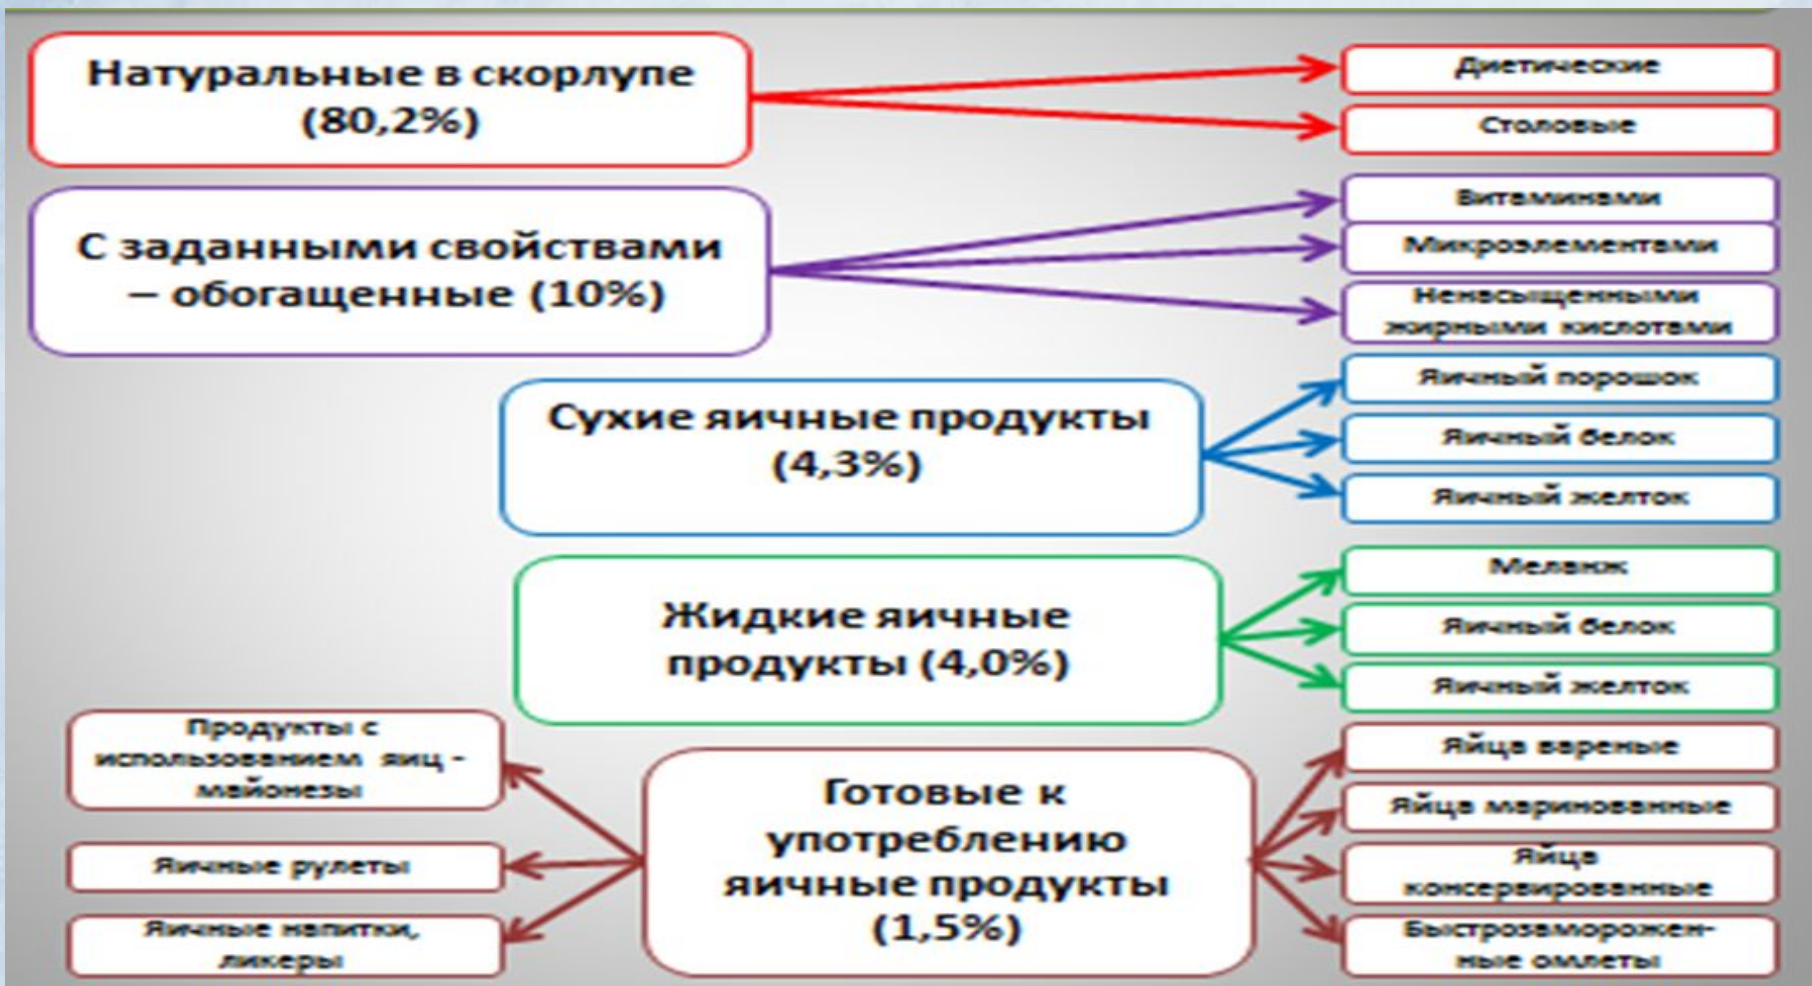 Натуральные в скорлупе
(80,2%)
Диетические
Столовые
С заданными свойствами
– обогащенные (10%)
Витаминами
Микроэлементами
Ненасыщенными
жирными кислотами
Сухие яичные продукты
(4,3%)
Яичный порошок
Яичный белок
Яичный желток
Жидкие яичные
продукты (4,0%)
Меланж
Яичный белок
Яичный желток
Продукты с
использованием яиц -
майонезы
Яичные рулеты
Яичные напитки,
ликеры
Готовые к
употреблению
яичные продукты
(1,5%)
Яйца вареные
Яйца маринованные
Яйца
консервированные
Быстрозаморожен-
ные омлеты